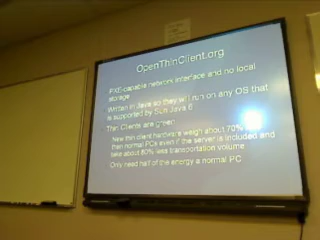 OpenThinClient.org
PXE-capable network interface and no local
storage
Written in Java so they will run on any OS that
is supported by Sun Java 6
Thin Clients are green
New thin client hardware weigh about 70%
then normal PCs even if the server is included and
take about 80% less transportation volume
Only need half of the energy a normal PC